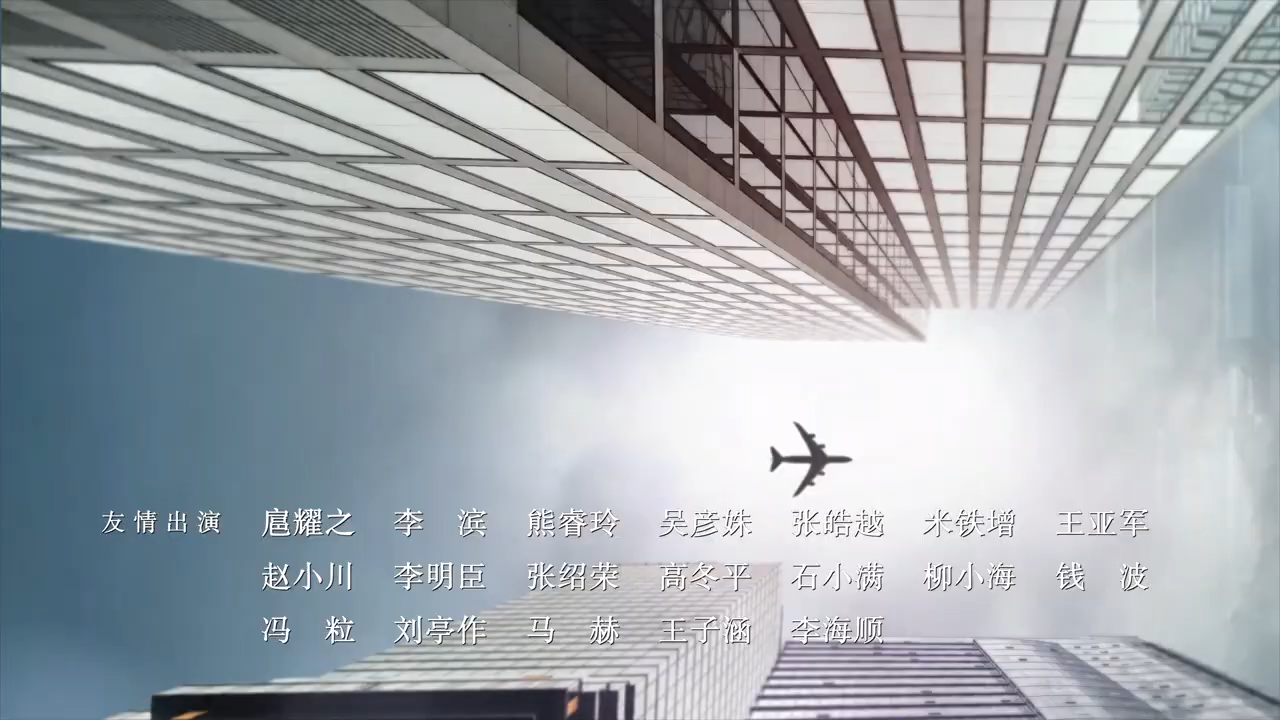 友情出演 扈耀之 李 滨 熊睿玲 吴彦姝 张皓越 米铁增 王亚军
赵小川 李明臣 张绍荣 高冬平 石小满 柳小海 钱 波
冯 粒 刘亭作 马 赫 王子涵 李海顺